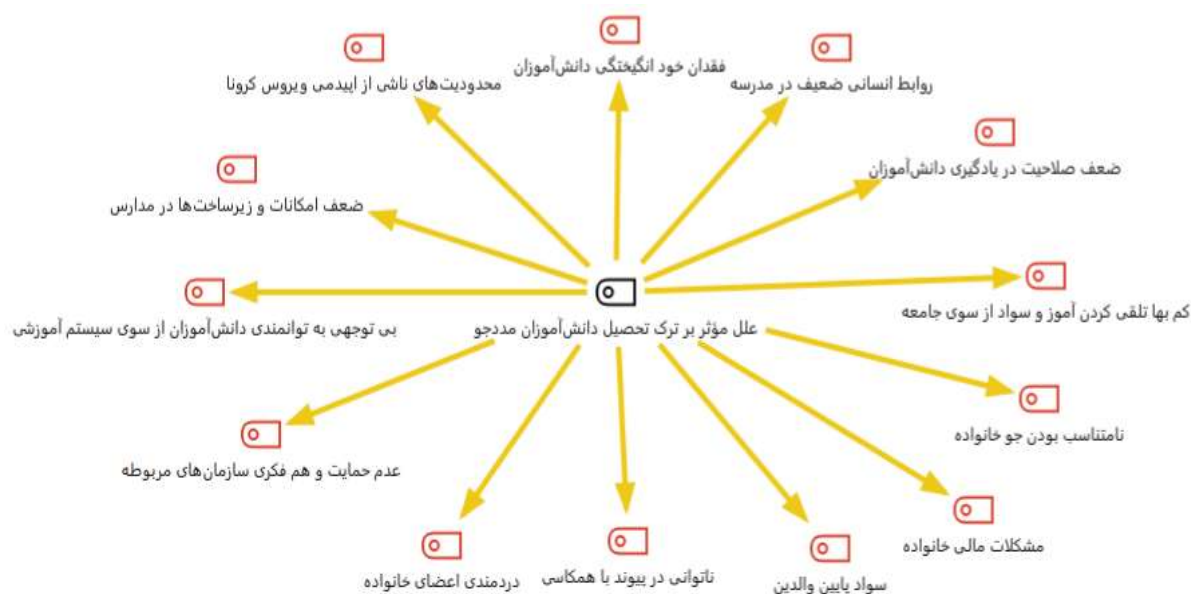 فقدان خود انگیختگی دانش‌آموزان
محدودیت‌های ناشی از اپیدمی ویروس کرونا
روابط انسانی ضعیف در مدرسه
ضعف صلاحیت در یادگیری دانش‌آموزان
ضعف امکانات و زیرساخت‌ها در مدارس
کم بها تلقی کردن آموز و سواد از سوی جامعه
علل مؤثر بر ترک تحصیل دانش‌آموزان مددجو
بی توجهی به توانمندی دانش‌آموزان از سوی سیستم آموزشی
نامتناسب بودن جو خانواده
عدم حمایت و هم فکری سازمان‌های مربوطه
مشکلات مالی خانواده
سواد پایین والدین
ناتوانی در پیوند با همکاسی
دردمندی اعضای خانواده